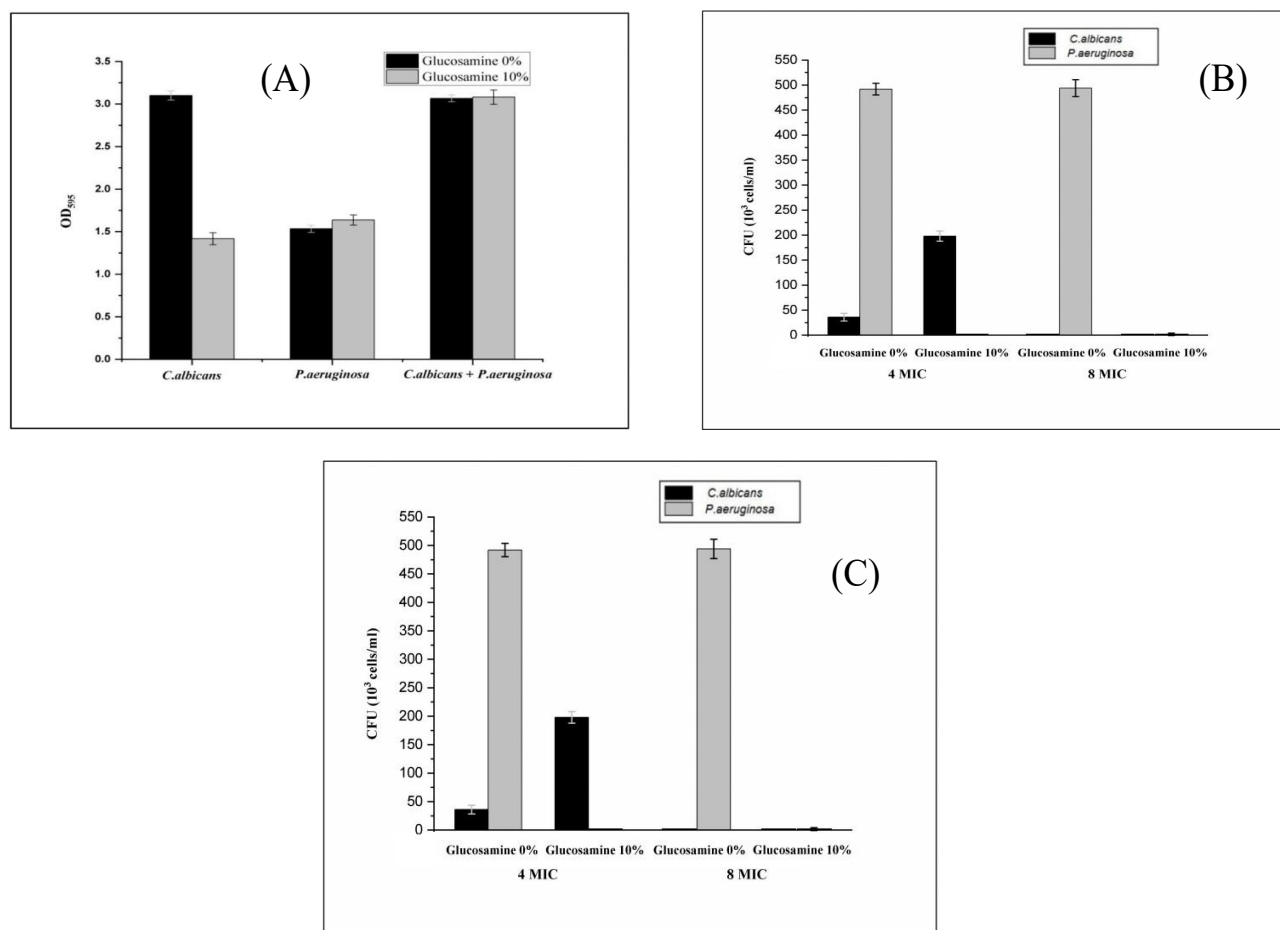 (A)
Glucosamine 0%
Glucosamine 10%
3.5
3.0
2.5
2.0
1.5
1.0
0.5
0.0
OD595
C.albicans
P.aeruginosa
C.albicans + P.aeruginosa
(B)
C.albicans
P.aeruginosa
550
500
450
400
350
300
250
200
150
100
50
0
CFU (10³ cells/ml)
Glucosamine 0%
Glucosamine 10%
Glucosamine 0%
Glucosamine 10%
4 MIC
8 MIC
(C)
C.albicans
P.aeruginosa
550
500
450
400
350
300
250
200
150
100
50
0
CFU (10³ cells/ml)
Glucosamine 0%
Glucosamine 10%
Glucosamine 0%
Glucosamine 10%
4 MIC
8 MIC